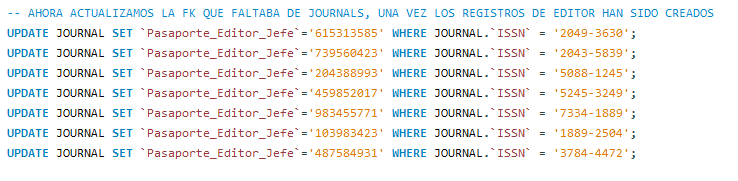 -- AHORA ACTUALIZAMOS LA FK QUE FALTABA DE JOURNALS, UNA VEZ LOS REGISTROS DE EDITOR HAN SIDO CREADOS
UPDATE JOURNAL SET `Pasaporte_Editor_Jefe`='615313585' WHERE JOURNAL.`ISSN` = '2049-3630';
UPDATE JOURNAL SET `Pasaporte_Editor_Jefe`='739560423' WHERE JOURNAL.`ISSN` = '2043-5839';
UPDATE JOURNAL SET `Pasaporte_Editor_Jefe`='204388993' WHERE JOURNAL.`ISSN` = '5088-1245';
UPDATE JOURNAL SET `Pasaporte_Editor_Jefe`='459852017' WHERE JOURNAL.`ISSN` = '5245-3249';
UPDATE JOURNAL SET `Pasaporte_Editor_Jefe`='983455771' WHERE JOURNAL.`ISSN` = '7334-1889';
UPDATE JOURNAL SET `Pasaporte_Editor_Jefe`='103983423' WHERE JOURNAL.`ISSN` = '1889-2504';
UPDATE JOURNAL SET `Pasaporte_Editor_Jefe`='487584931' WHERE JOURNAL.`ISSN` = '3784-4472';